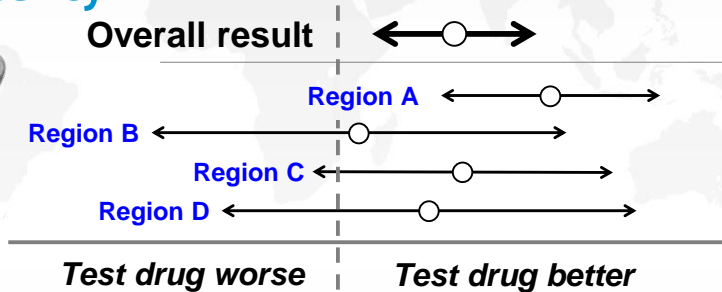 Overall result
Region A
Region B
Region C
Region D
Test drug worse
Test drug better